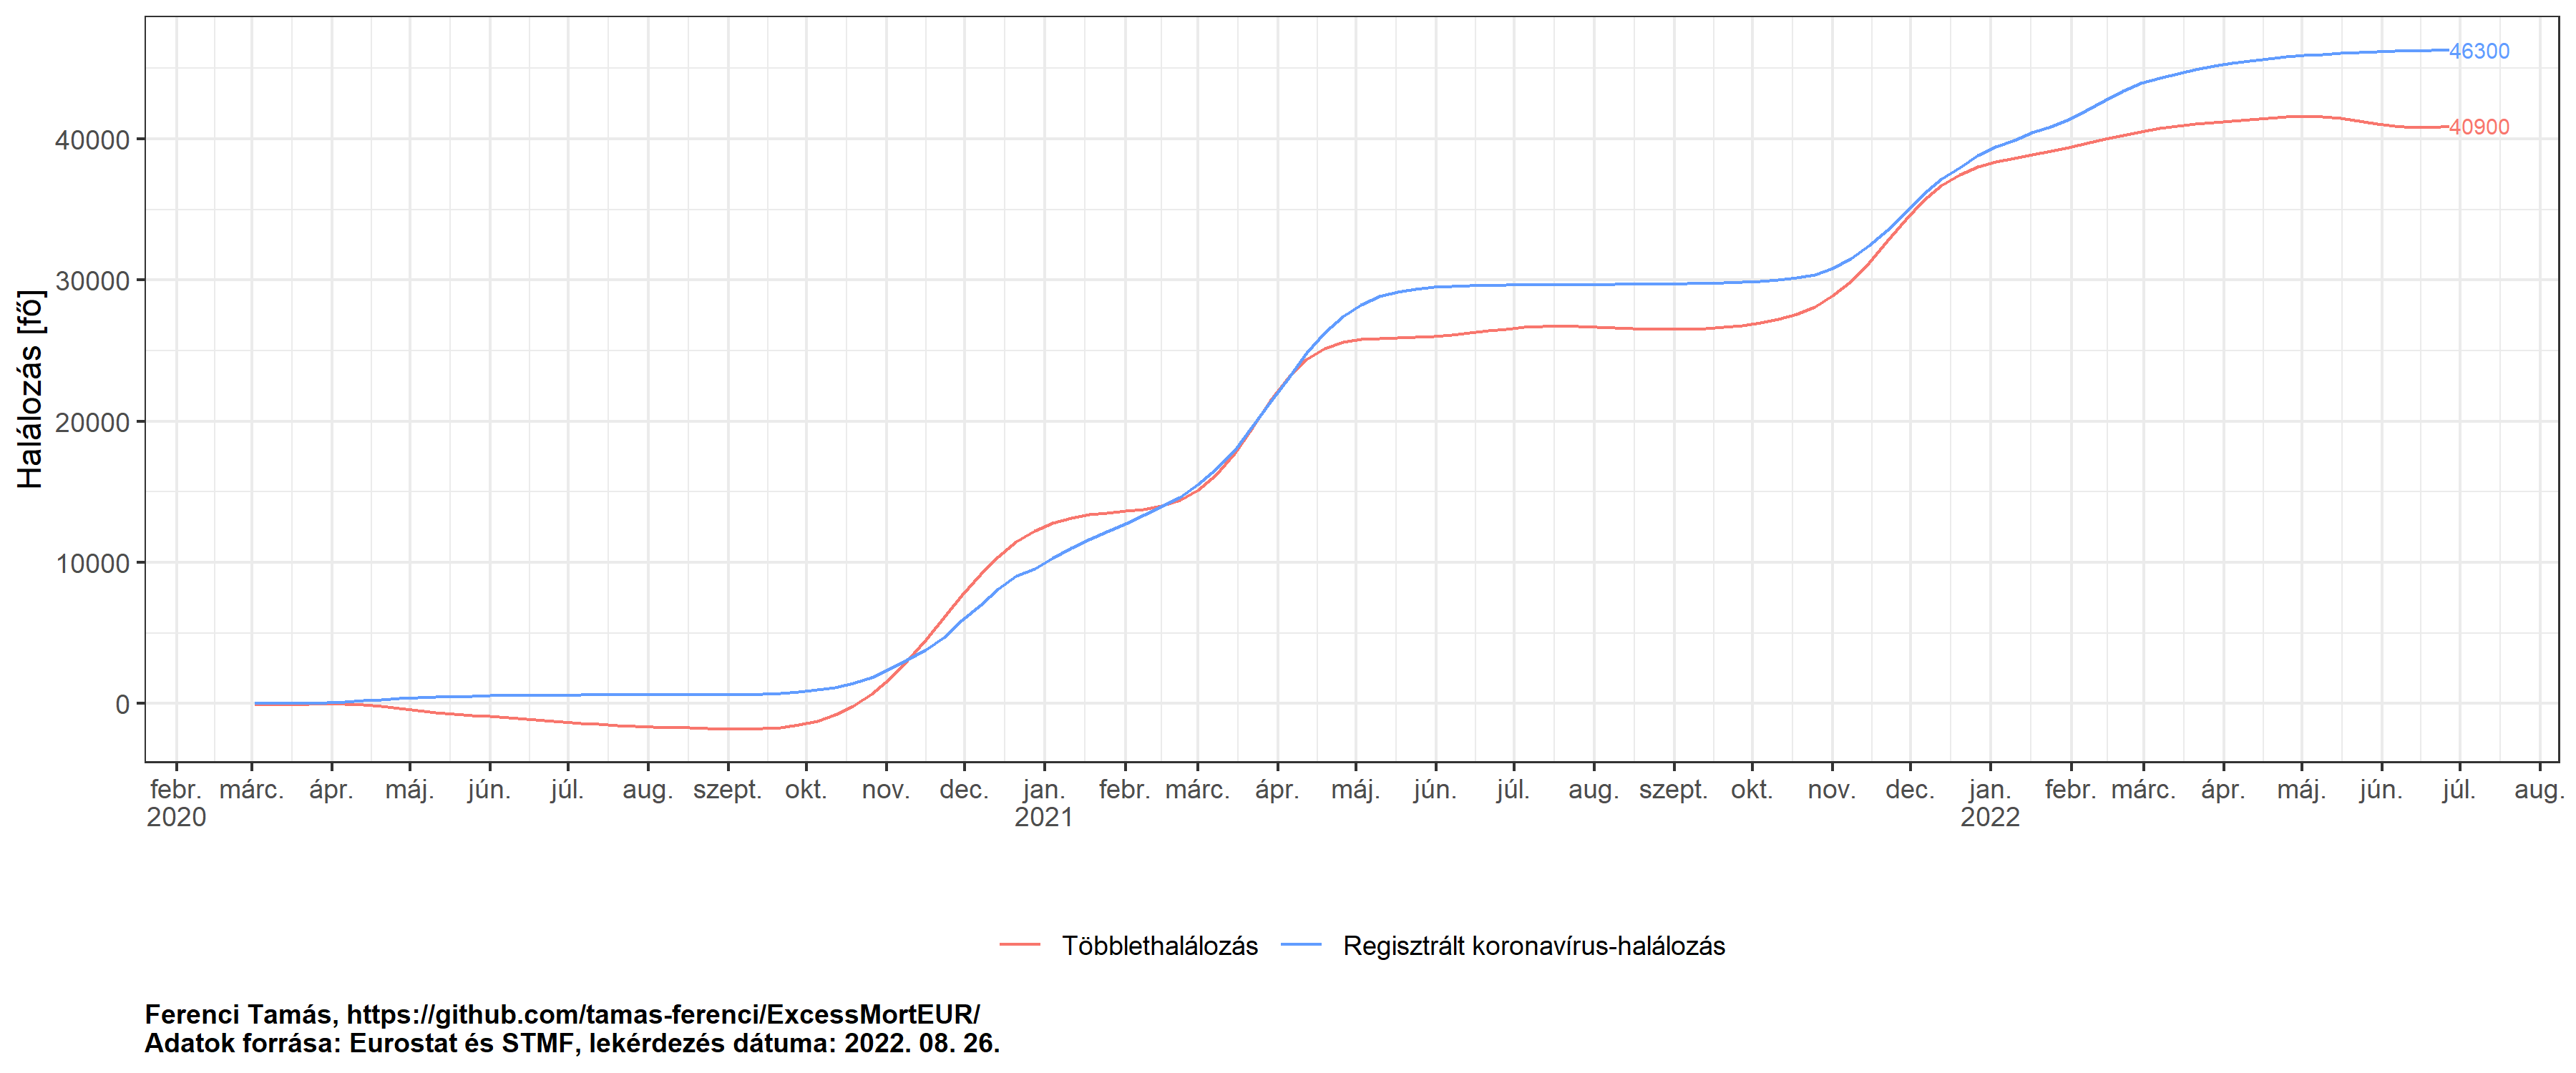 46300
40900
40000
30000
20000
10000
0
Halálozás [fő]
febr. márc. ápr. máj. jún. júl. aug. szept. okt. nov. dec. jan. febr. márc. ápr. máj. jún. júl. aug. szept. okt. nov. dec. jan. febr. márc. ápr. máj. jún. júl. aug.
2020 2021 2022
Többlethalálozás Regisztrált koronavírus-halálozás
Ferenci Tamás, https://github.com/tamas-ferenci/ExcessMortEUR/
Adatok forrása: Eurostat és STMF, lekérdezés dátuma: 2022. 08. 26.